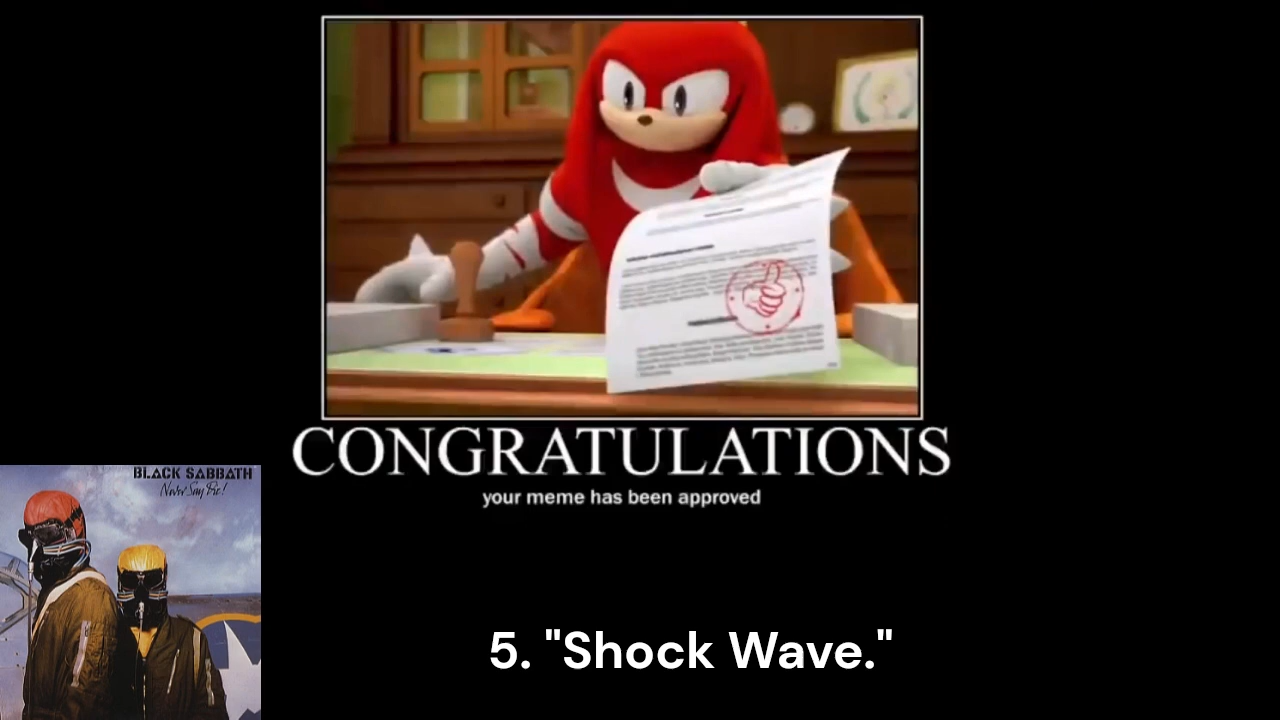 CONGRATULATIONS
your meme has been approved
BLACK SABBATH
Never Say Die!
5. "Shock Wave."